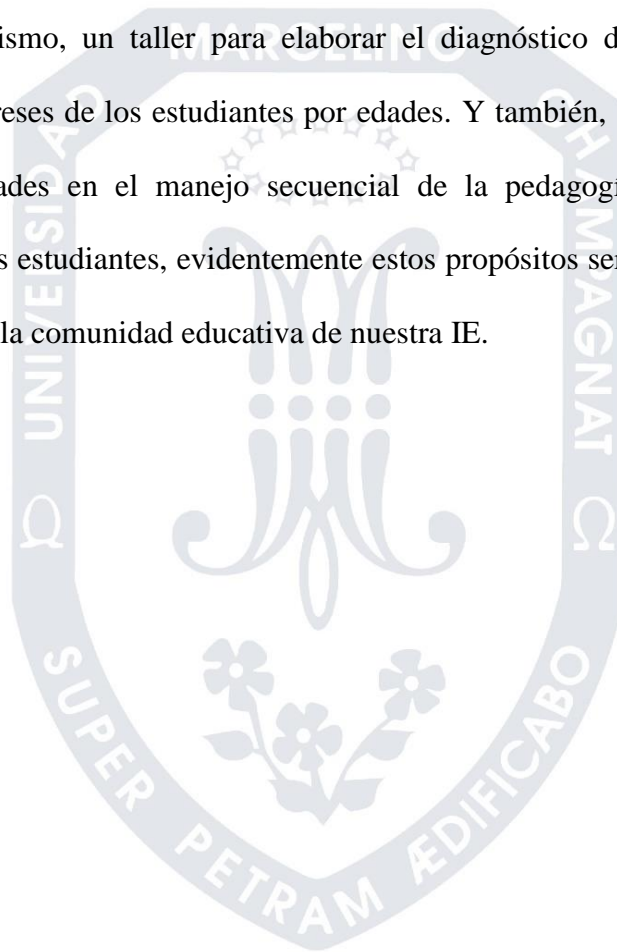 ismo, un taller para elaborar el diagnóstico d
reses de los estudiantes por edades. Y también,
ades en el manejo secuencial de la pedagogí
s estudiantes, evidentemente estos propósitos ser
la comunidad educativa de nuestra IE.
UNIVERSIDAD MARCELINO CHAMPAGNAT
Ω Ω
SUPER PETRAM ÆDIFICABO